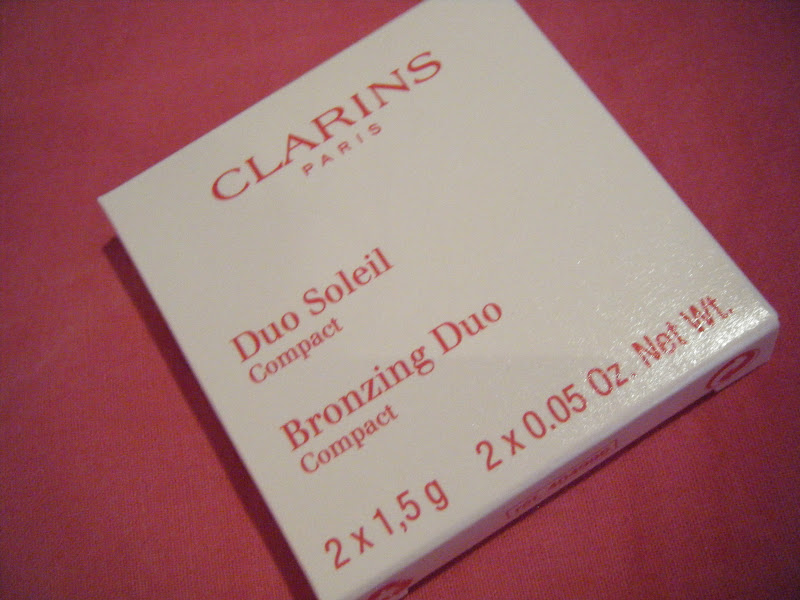 CLARINS
PARIS
Duo Soleil
Compact
Bronzing Duo
Compact
2 x 1,5 g 2 x 0.05 Oz. Net Wt.